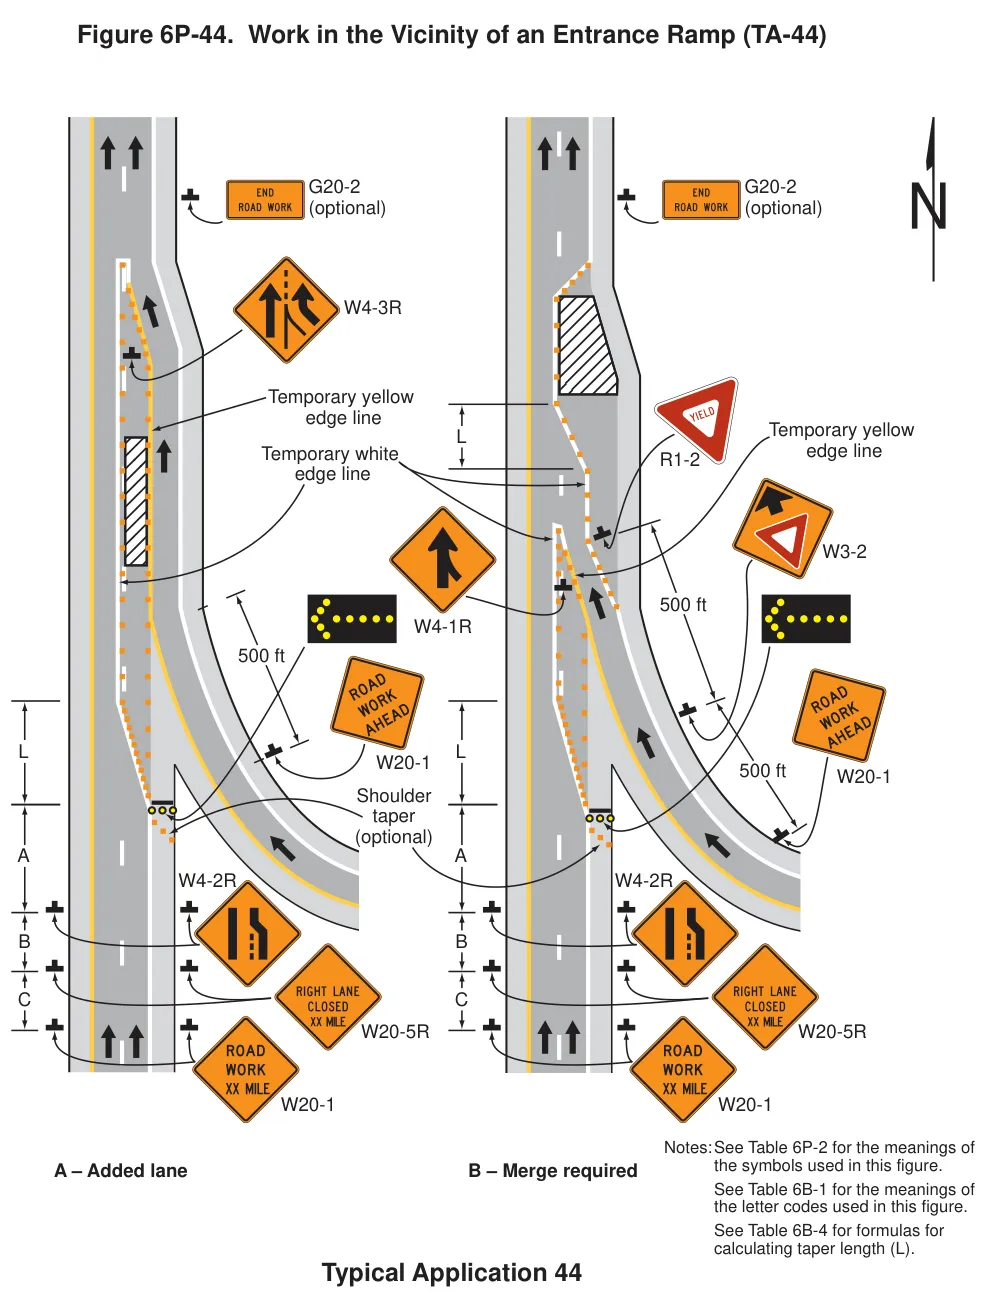 Figure 6P-44. Work in the Vicinity of an Entrance Ramp (TA-44)
END
ROAD WORK
G20-2
(optional)
W4-3R
Temporary yellow
edge line
Temporary white
edge line
500 ft
ROAD
WORK
AHEAD
W20-1
Shoulder
taper
(optional)
L
A
B
C
W4-2R
RIGHT LANE
CLOSED
XX MILE
W20-5R
ROAD
WORK
XX MILE
W20-1
A – Added lane
END
ROAD WORK
G20-2
(optional)
N
L
YIELD
R1-2
Temporary yellow
edge line
W3-2
W4-1R
500 ft
500 ft
ROAD
WORK
AHEAD
W20-1
L
A
B
C
W4-2R
RIGHT LANE
CLOSED
XX MILE
W20-5R
ROAD
WORK
XX MILE
W20-1
B – Merge required
Notes: See Table 6P-2 for the meanings of
the symbols used in this figure.
See Table 6B-1 for the meanings of
the letter codes used in this figure.
See Table 6B-4 for formulas for
calculating taper length (L).
Typical Application 44